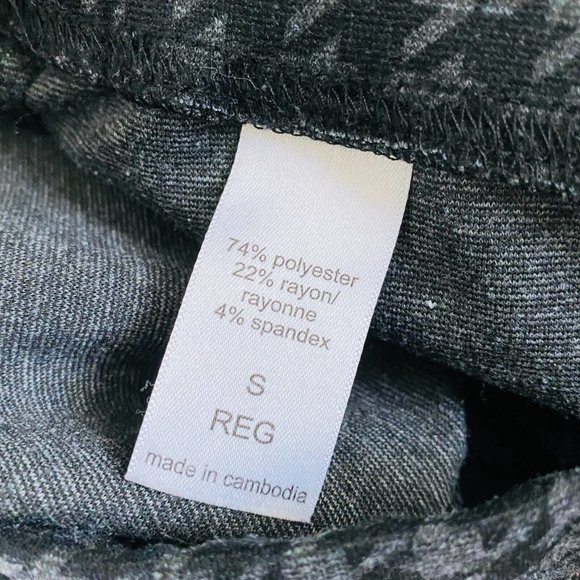 74% polyester
22% rayon/
rayonne
4% spandex
S
REG
made in cambodia